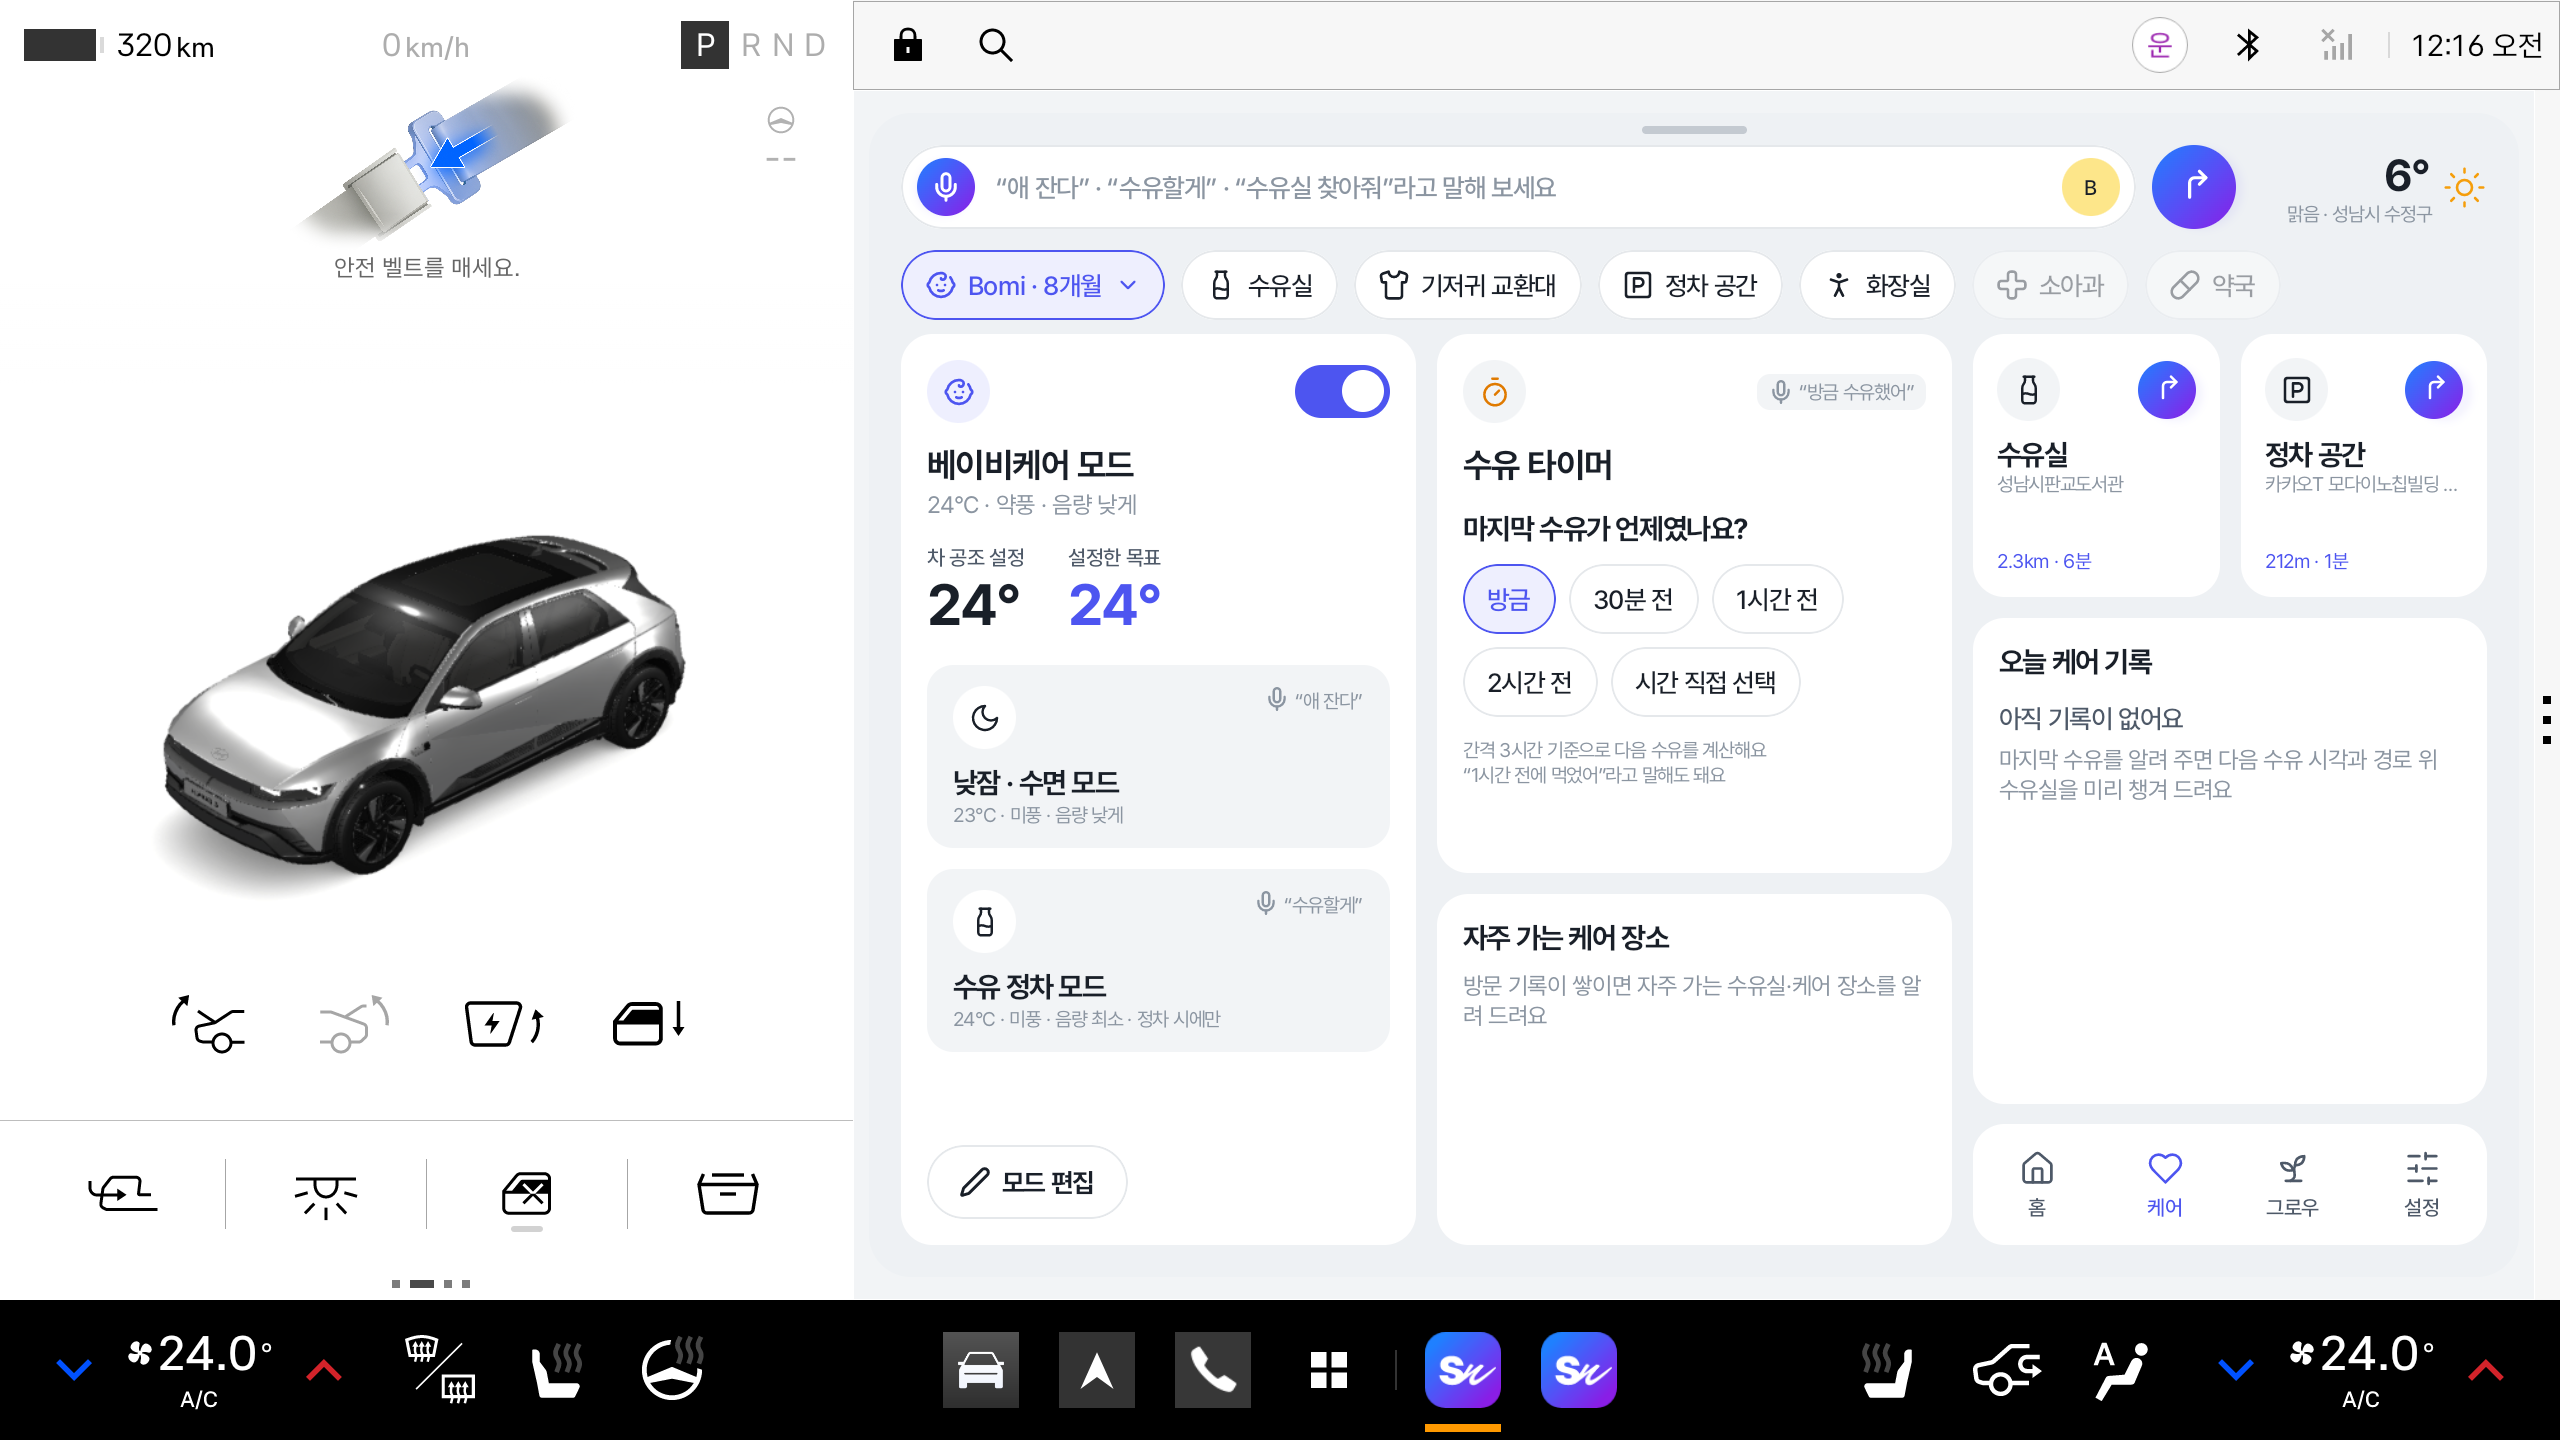 320 km
0 km/h
P R N D
안전 벨트를 매세요.
운
12:16 오전
“애 잔다” · “수유할게” · “수유실 찾아줘”라고 말해 보세요
B
6°
맑음 · 성남시 수정구
Bomi · 8개월
수유실
기저귀 교환대
정차 공간
화장실
소아과
약국
베이비케어 모드
24°C · 약풍 · 음량 낮게
차 공조 설정
설정한 목표
24°
24°
“애 잔다”
낮잠 · 수면 모드
23°C · 미풍 · 음량 낮게
“수유할게”
수유 정차 모드
24°C · 미풍 · 음량 최소 · 정차 시에만
모드 편집
“방금 수유했어”
수유 타이머
마지막 수유가 언제였나요?
방금
30분 전
1시간 전
2시간 전
시간 직접 선택
간격 3시간 기준으로 다음 수유를 계산해요
“1시간 전에 먹었어”라고 말해도 돼요
자주 가는 케어 장소
방문 기록이 쌓이면 자주 가는 수유실·케어 장소를 알
려 드려요
수유실
성남시판교도서관
2.3km · 6분
정차 공간
카카오T 모다이노칩빌딩 ...
212m · 1분
오늘 케어 기록
아직 기록이 없어요
마지막 수유를 알려 주면 다음 수유 시각과 경로 위
수유실을 미리 챙겨 드려요
홈
케어
그로우
설정
24.0°
A/C
Sn
Sn
A
24.0°
A/C